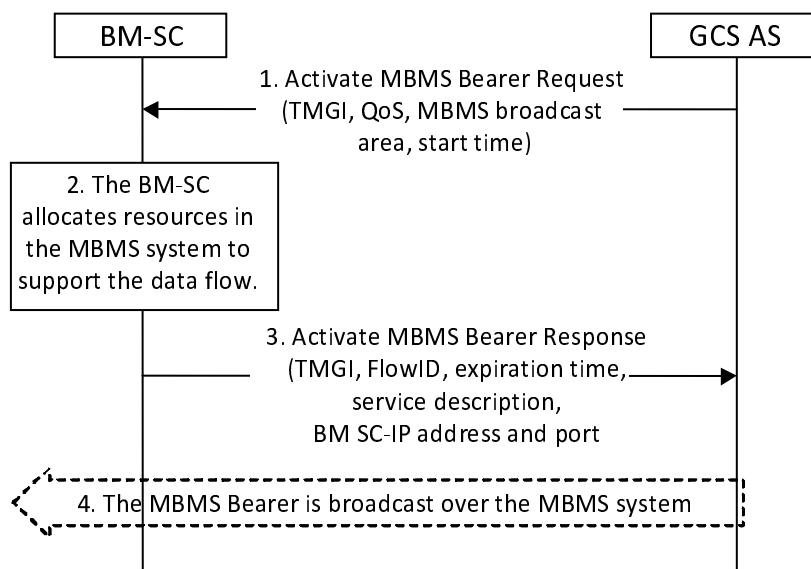 BM-SC
GCS AS
1. Activate MBMS Bearer Request
(TMGI, QoS, MBMS broadcast
area, start time)
2. The BM-SC
allocates resources in
the MBMS system to
support the data flow.
3. Activate MBMS Bearer Response
(TMGI, FlowID, expiration time,
service description,
BM SC-IP address and port
4. The MBMS Bearer is broadcast over the MBMS system